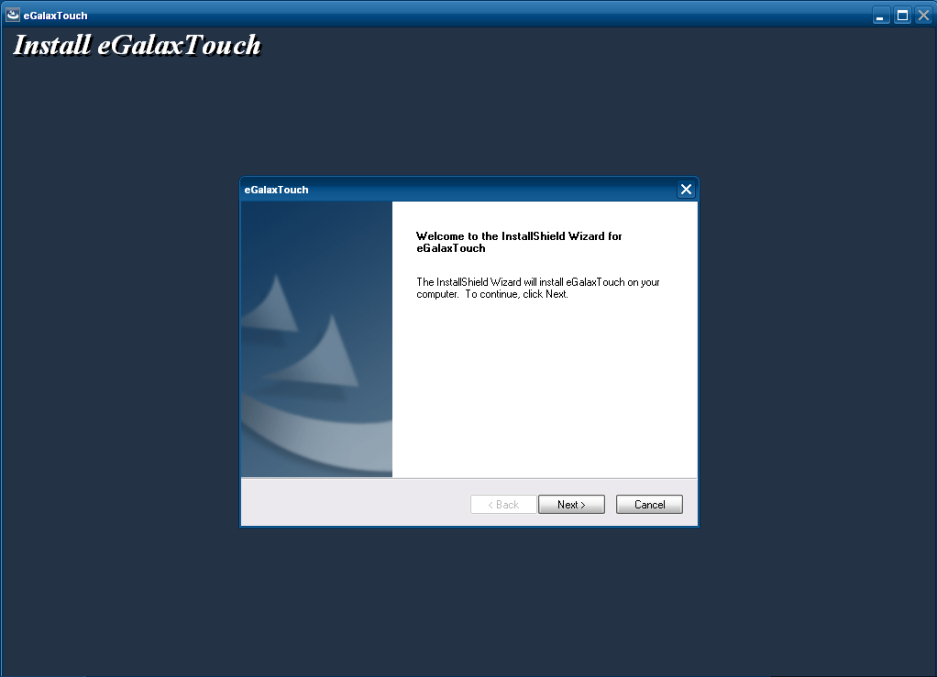 eGalaxTouch
Install eGalaxTouch
eGalaxTouch
Welcome to the InstallShield Wizard for
eGalaxTouch
The InstallShield Wizard will install eGalaxTouch on your
computer.  To continue, click Next.
< Back
Next >
Cancel